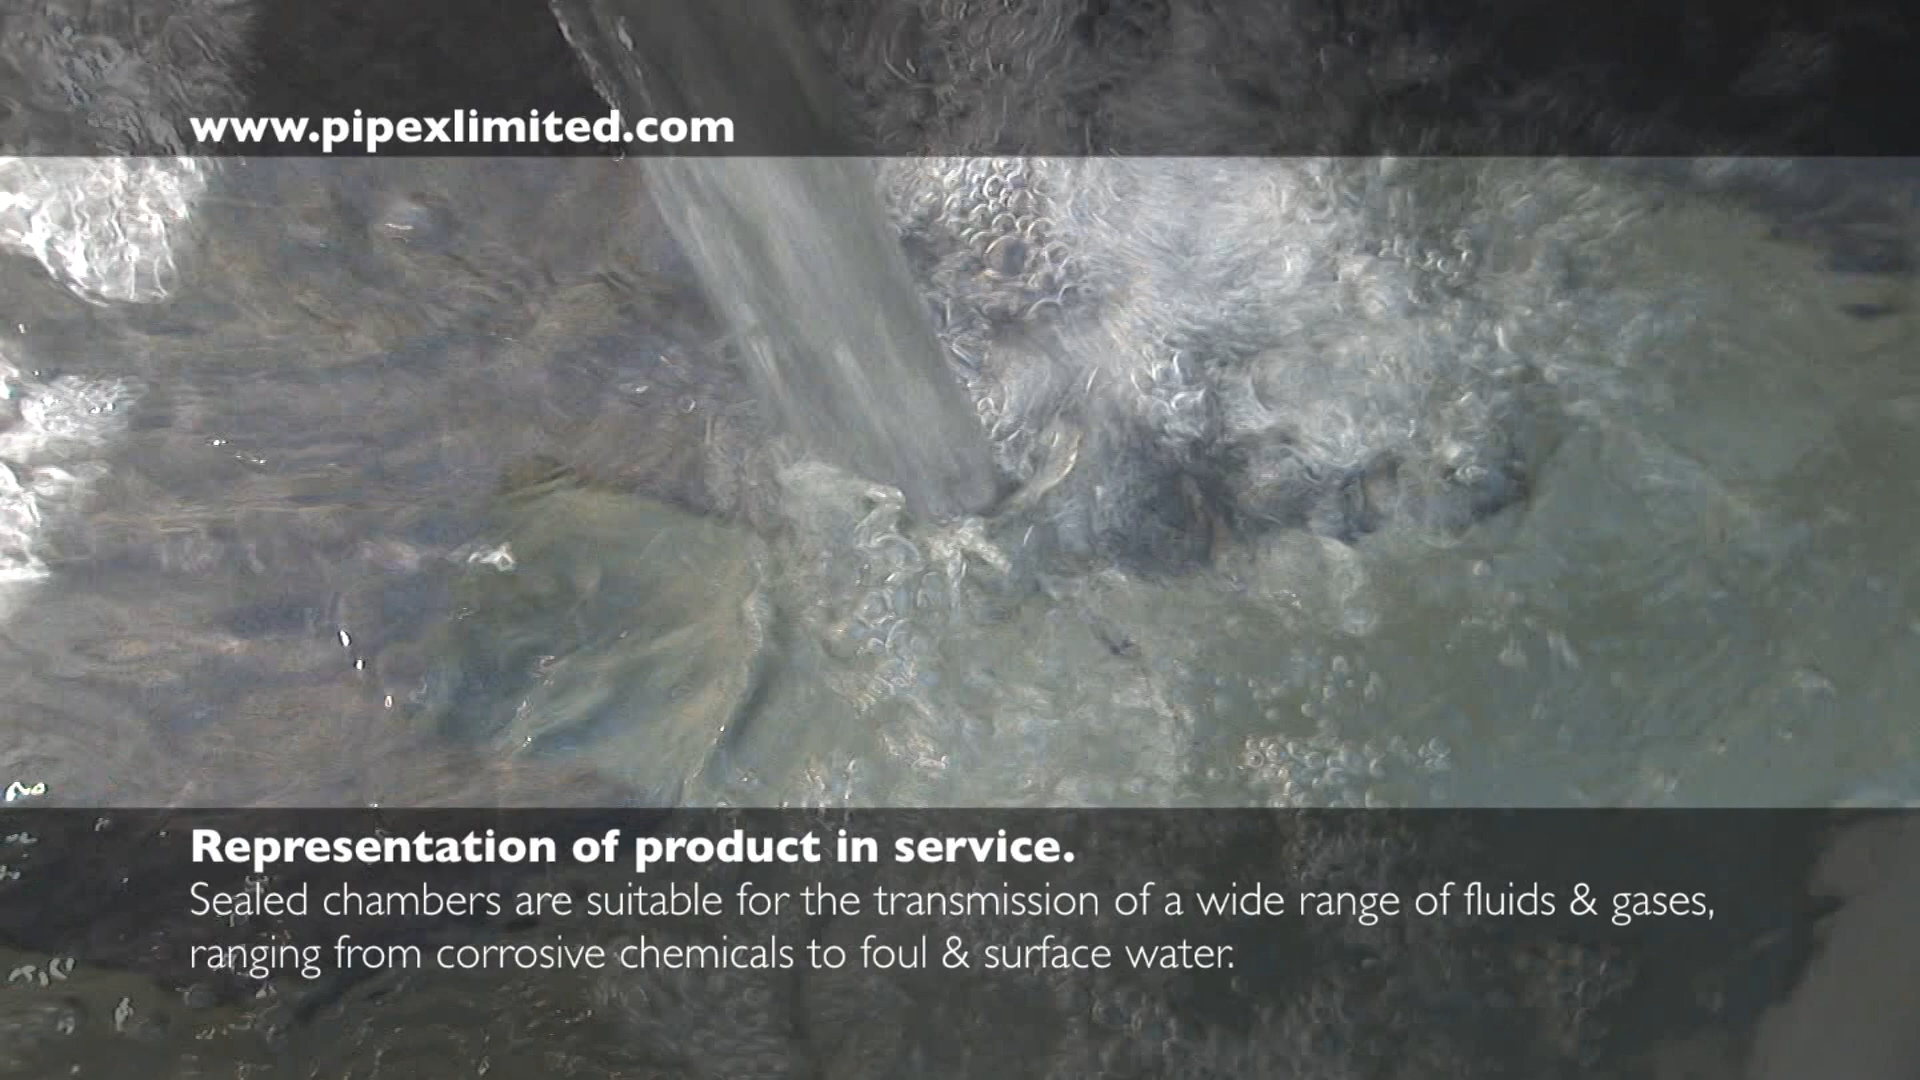 www.pipexlimited.com
Representation of product in service.
Sealed chambers are suitable for the transmission of a wide range of fluids & gases,
ranging from corrosive chemicals to foul & surface water.